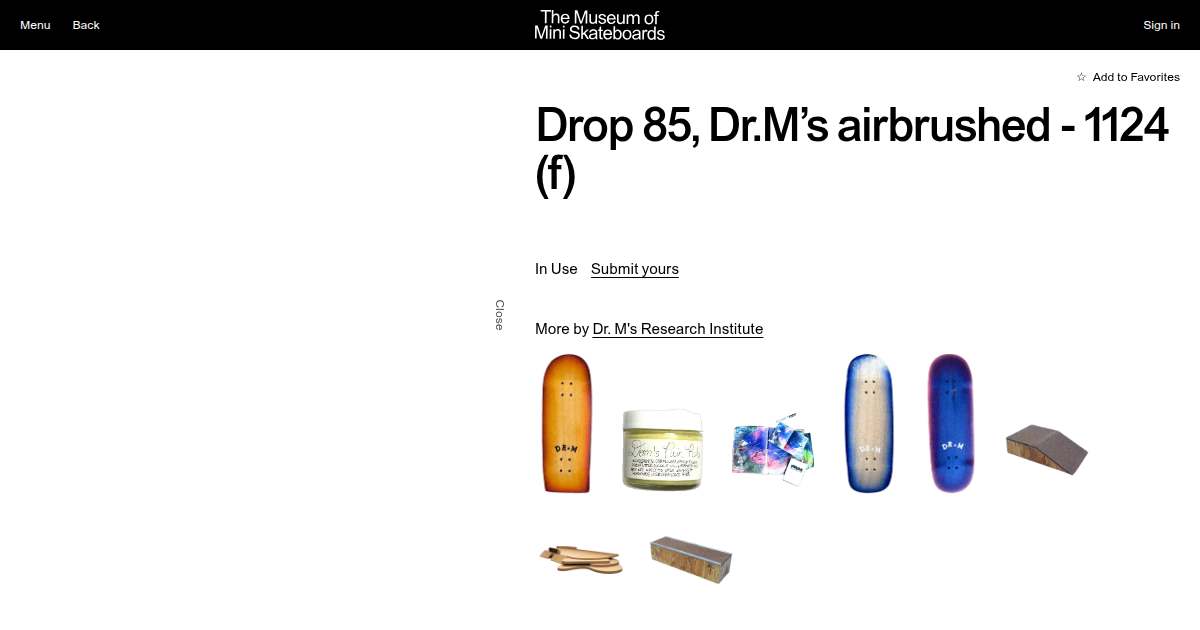 Menu
Back
The Museum of
Mini Skateboards
Sign in
☆ Add to Favorites
Drop 85, Dr.M’s airbrushed - 1124
(f)
In Use
Submit yours
Close
More by Dr. M's Research Institute
DR•M
DR•M
DR•M